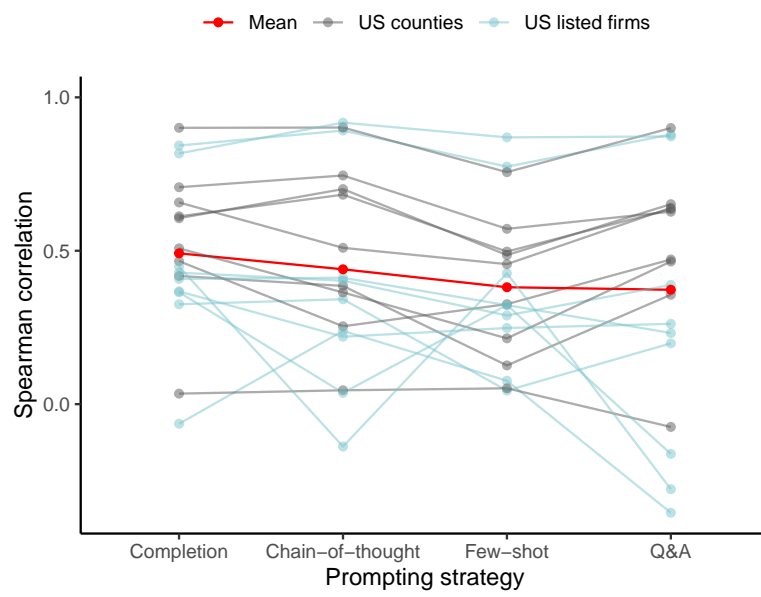 Mean US counties US listed firms
1.0
0.5
0.0
Spearman correlation
Completion Chain−of−thought Few−shot Q&A
Prompting strategy